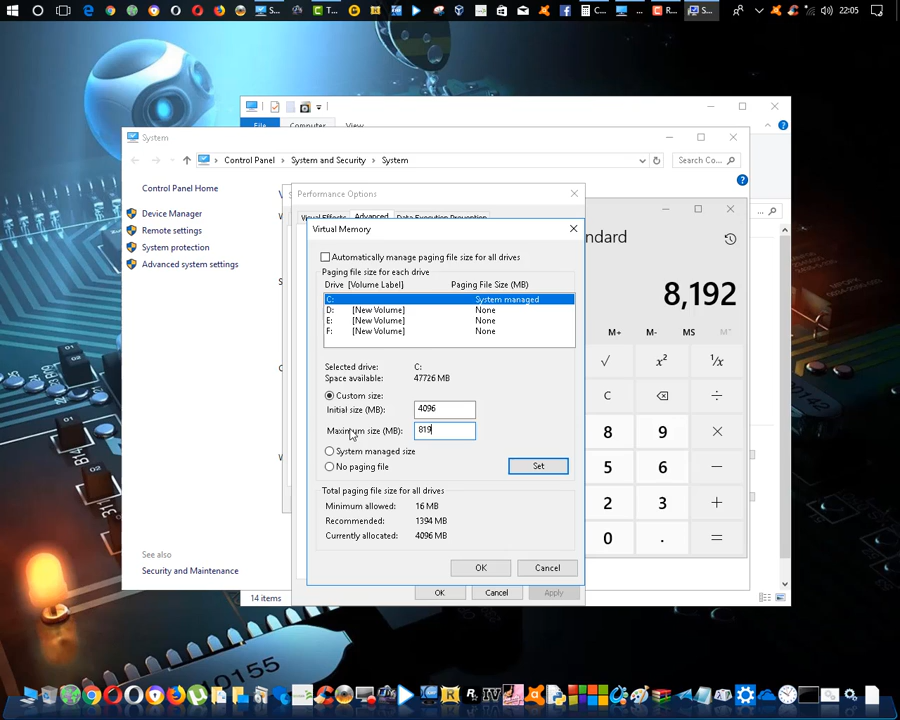 22:05
File Computer View
System
Control Panel > System and Security > System
Search Co...
Control Panel Home
Device Manager
Remote settings
System protection
Advanced system settings
See also
Security and Maintenance
14 items
Performance Options
Visual Effects Advanced Data Execution Prevention
OK Cancel Apply
Virtual Memory
Automatically manage paging file size for all drives
Paging file size for each drive
Drive [Volume Label] Paging File Size (MB)
C: System managed
D: [New Volume] None
E: [New Volume] None
F: [New Volume] None
Selected drive: C:
Space available: 47726 MB
Custom size:
Initial size (MB): 4096
Maximum size (MB): 819
System managed size
No paging file
Set
Total paging file size for all drives
Minimum allowed: 16 MB
Recommended: 1394 MB
Currently allocated: 4096 MB
OK Cancel
ndard
8,192
M+ M- MS
√ x² ¹/x
C ÷
8 9 ×
5 6 −
2 3 +
0 . =
10155